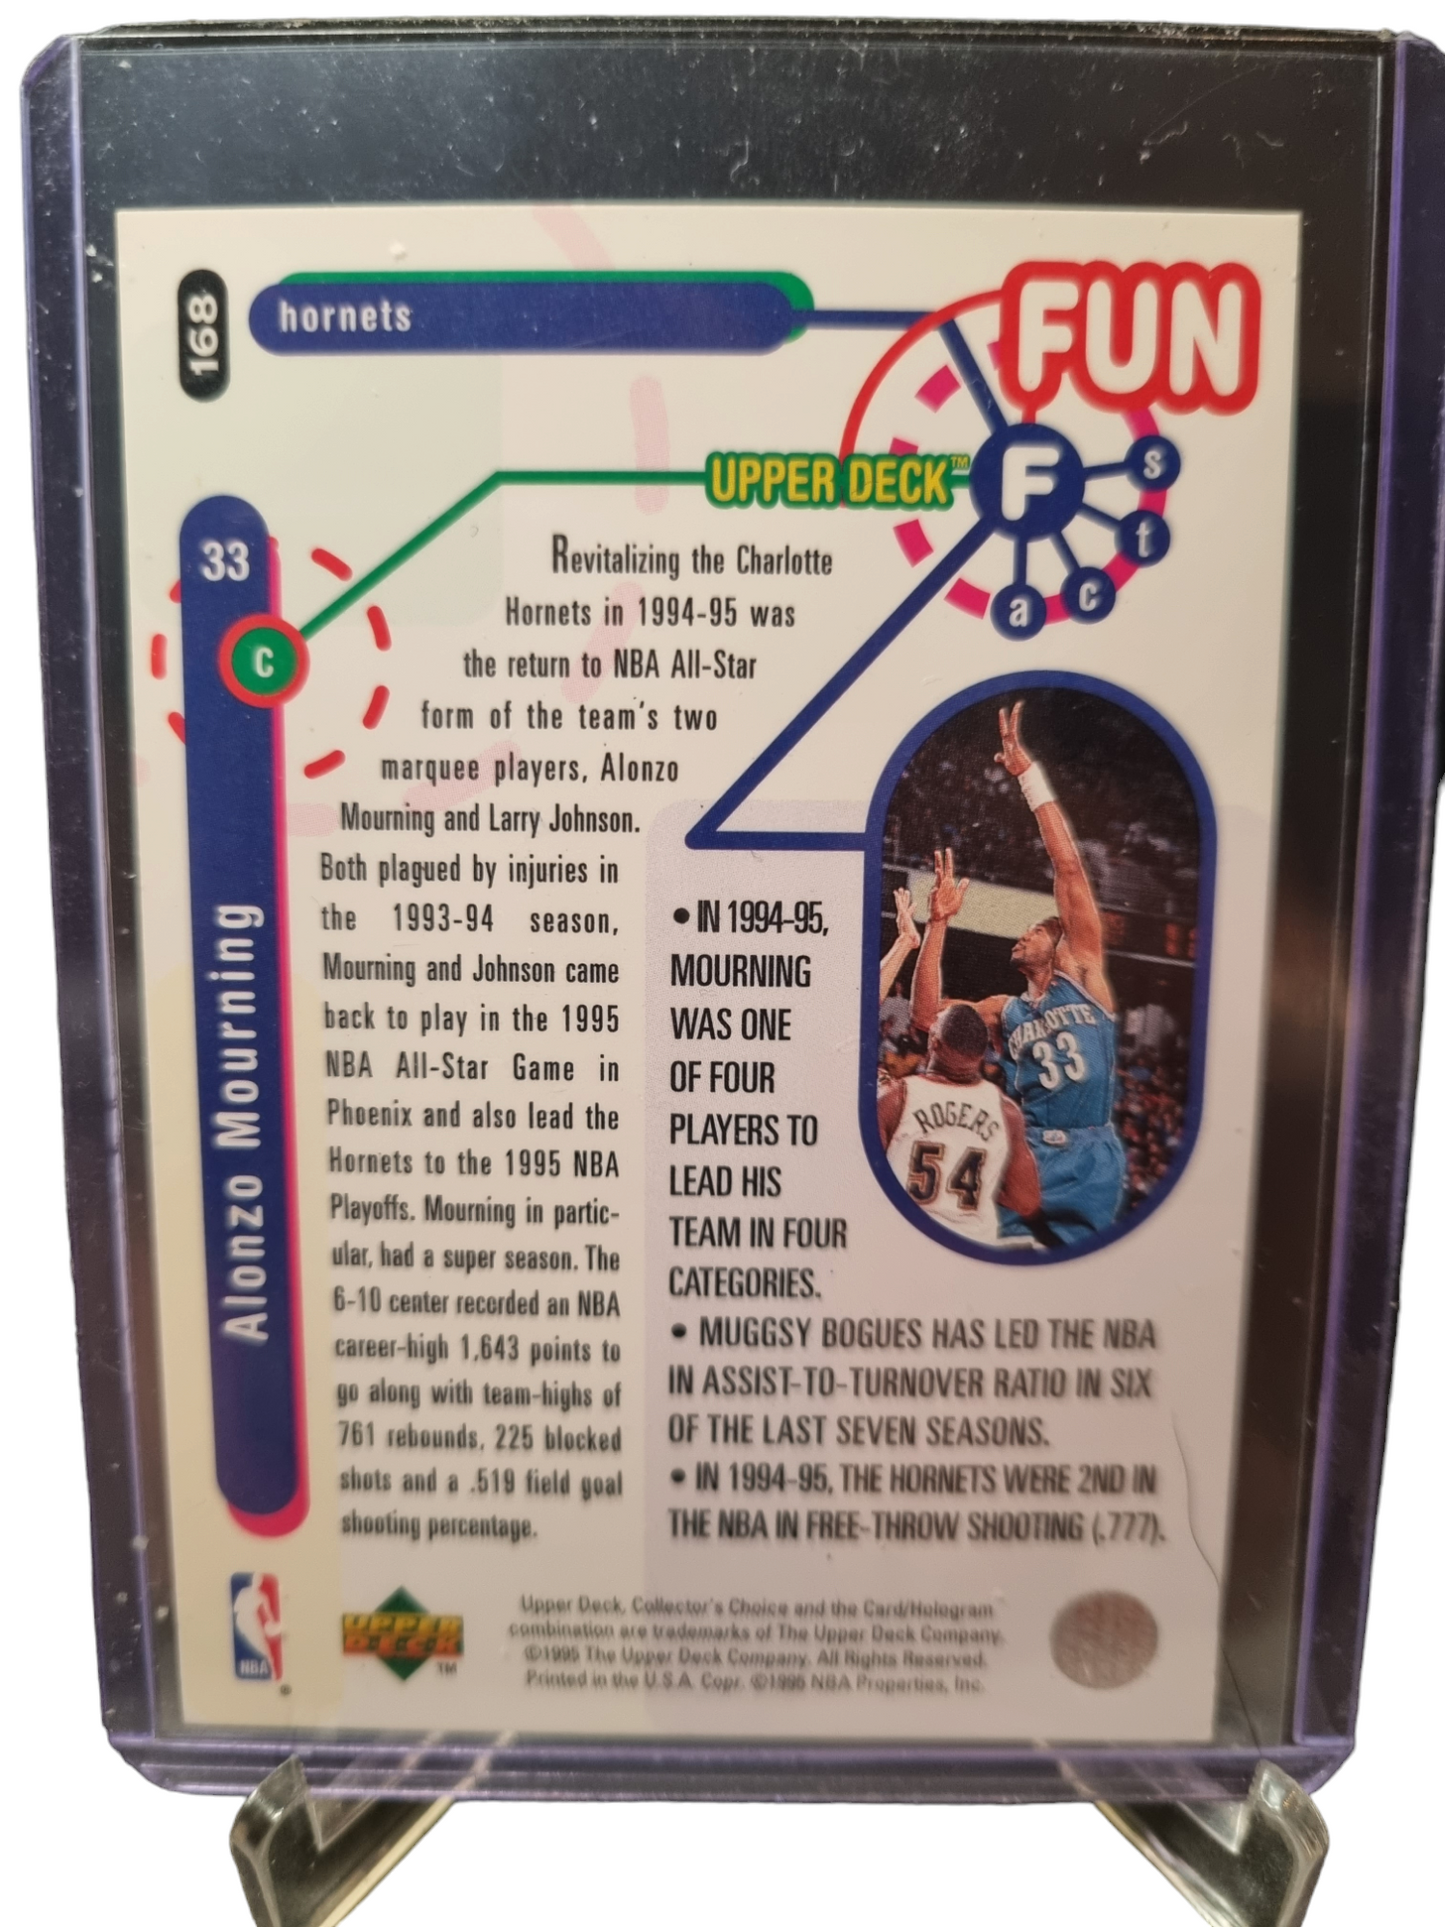 168
hornets
FUN
UPPER DECK™
F
a
c
t
s
33
C
Alonzo Mourning
Revitalizing the Charlotte
Hornets in 1994-95 was
the return to NBA All-Star
form of the team's two
marquee players, Alonzo
Mourning and Larry Johnson.
Both plagued by injuries in
the 1993-94 season,
Mourning and Johnson came
back to play in the 1995
NBA All-Star Game in
Phoenix and also lead the
Hornets to the 1995 NBA
Playoffs. Mourning in partic-
ular, had a super season. The
6-10 center recorded an NBA
career-high 1,643 points to
go along with team-highs of
761 rebounds, 225 blocked
shots and a .519 field goal
shooting percentage.
• IN 1994-95,
MOURNING
WAS ONE
OF FOUR
PLAYERS TO
LEAD HIS
TEAM IN FOUR
CATEGORIES.
• MUGGSY BOGUES HAS LED THE NBA
IN ASSIST-TO-TURNOVER RATIO IN SIX
OF THE LAST SEVEN SEASONS.
• IN 1994-95, THE HORNETS WERE 2ND IN
THE NBA IN FREE-THROW SHOOTING (.777).
CHARLOTTE
33
ROGERS
54
NBA
UPPER
DECK
™
Upper Deck, Collector's Choice and the Card/Hologram
combination are trademarks of The Upper Deck Company.
©1995 The Upper Deck Company. All Rights Reserved.
Printed in the U.S.A. Copr. ©1995 NBA Properties, Inc.